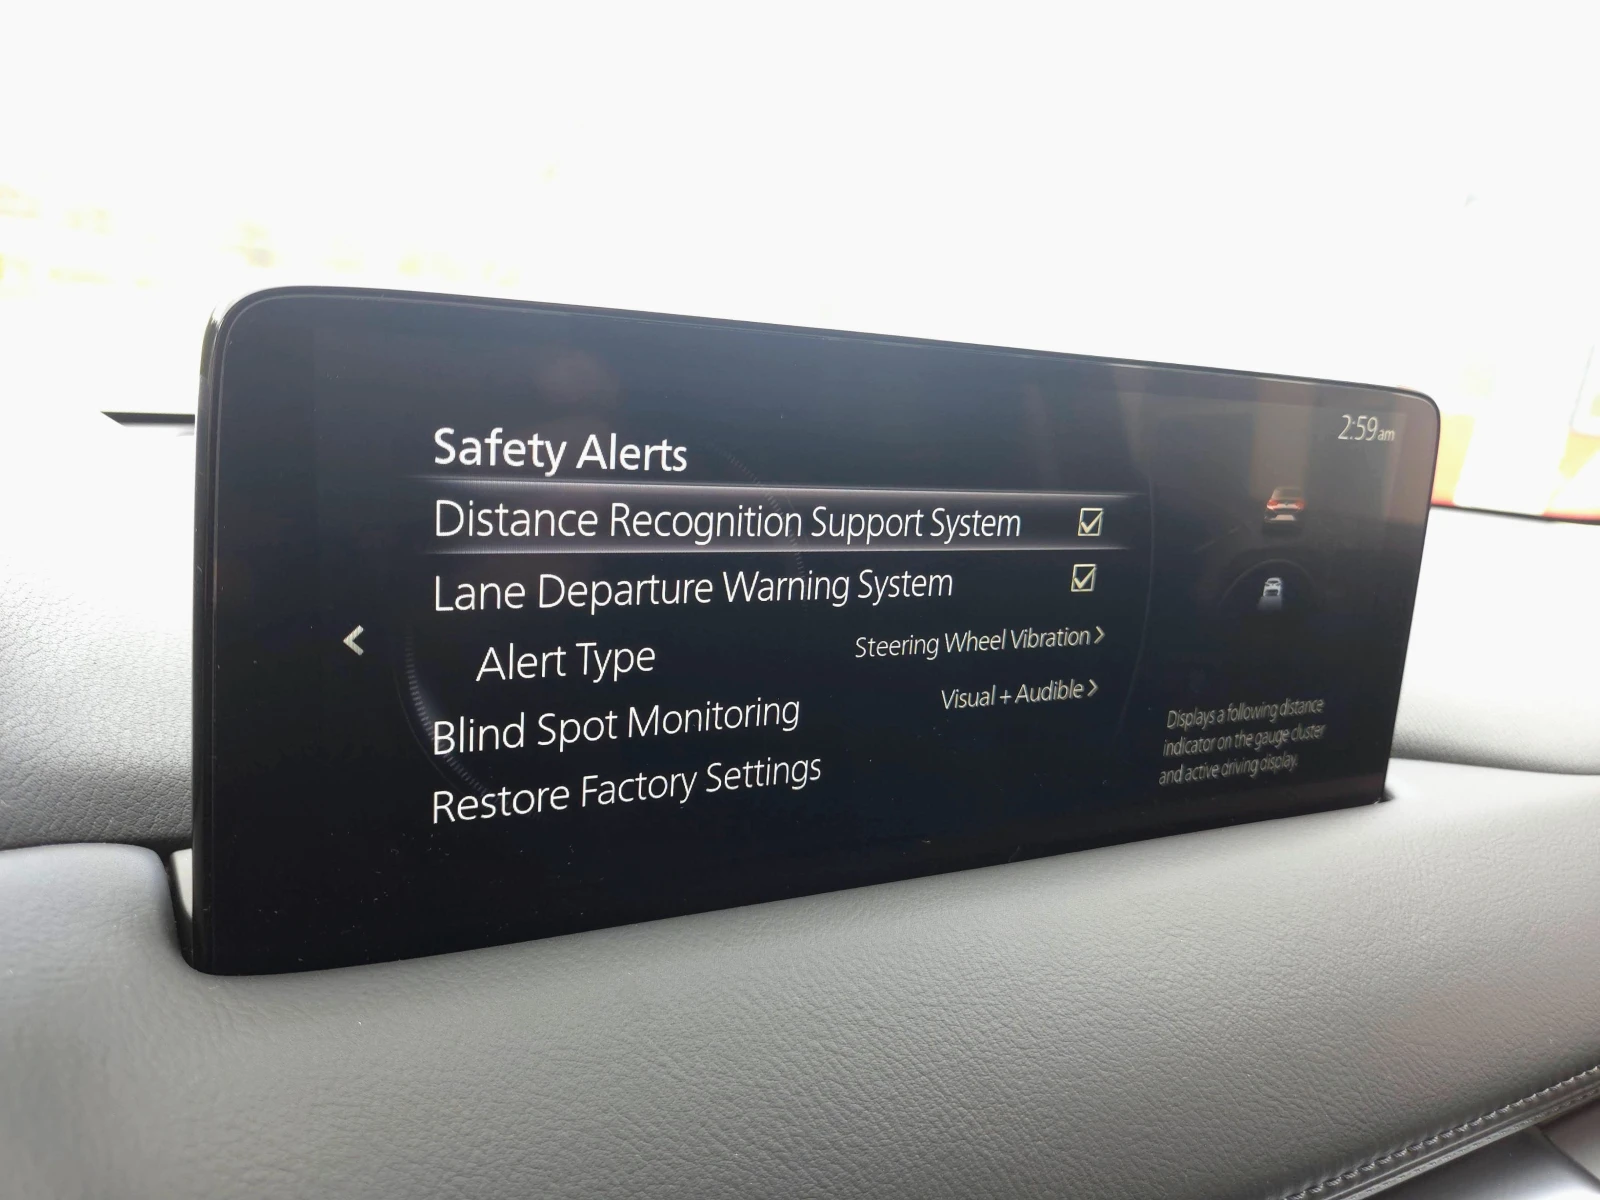 2:59am
Safety Alerts
Distance Recognition Support System
Lane Departure Warning System
Alert Type Steering Wheel Vibration >
Blind Spot Monitoring Visual + Audible >
Restore Factory Settings
Displays a following distance
indicator on the gauge cluster
and active driving display.